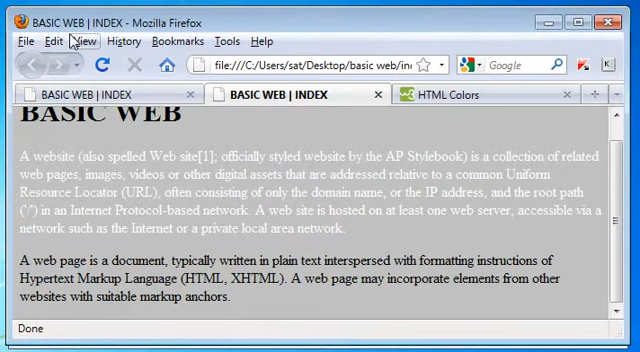 BASIC WEB | INDEX - Mozilla Firefox
File Edit View History Bookmarks Tools Help
file:///C:/Users/sat/Desktop/basic web/in
Google
K
BASIC WEB | INDEX
BASIC WEB | INDEX
HTML Colors
BASIC WEB
A website (also spelled Web site[1]; officially styled website by the AP Stylebook) is a collection of related
web pages, images, videos or other digital assets that are addressed relative to a common Uniform
Resource Locator (URL), often consisting of only the domain name, or the IP address, and the root path
('/') in an Internet Protocol-based network. A web site is hosted on at least one web server, accessible via a
network such as the Internet or a private local area network.
A web page is a document, typically written in plain text interspersed with formatting instructions of
Hypertext Markup Language (HTML, XHTML). A web page may incorporate elements from other
websites with suitable markup anchors.
Done